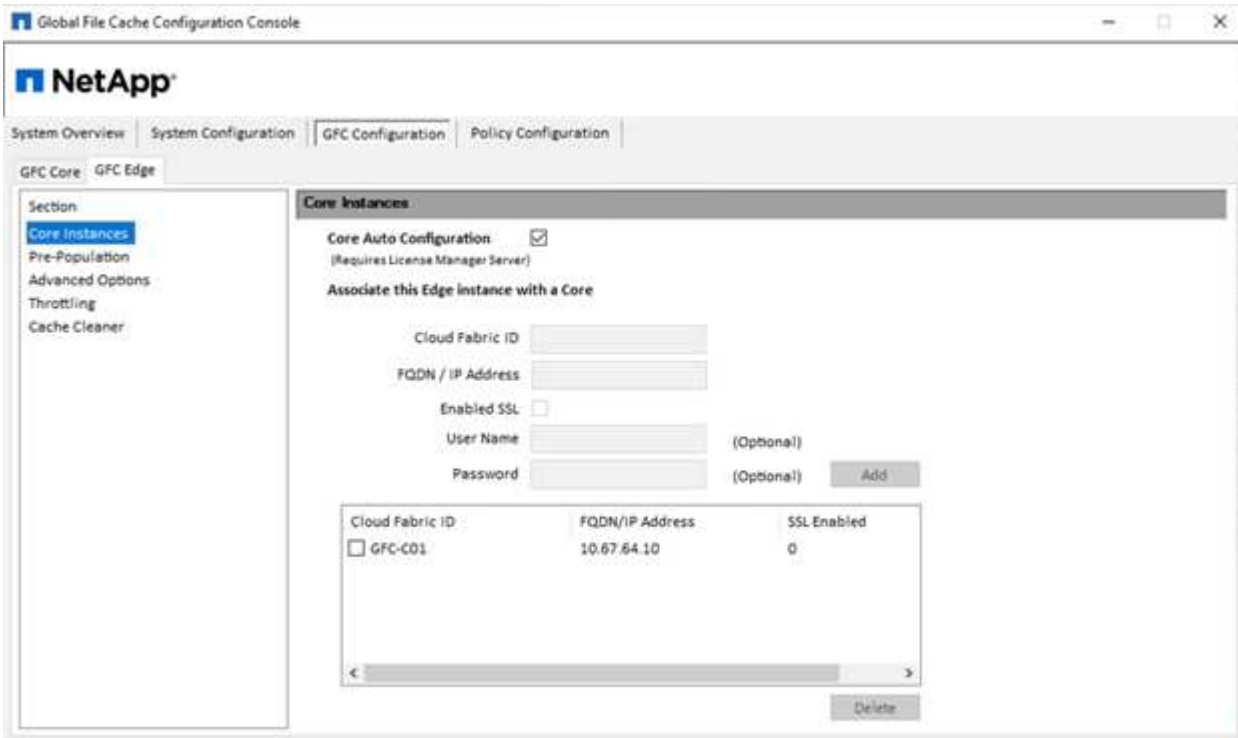 Global File Cache Configuration Console
NetApp
System Overview System Configuration GFC Configuration Policy Configuration
GFC Core GFC Edge
Section
Core Instances
Pre-Population
Advanced Options
Throttling
Cache Cleaner
Core Instances
Core Auto Configuration
(Requires License Manager Server)
Associate this Edge instance with a Core
Cloud Fabric ID
FQDN / IP Address
Enabled SSL
User Name (Optional)
Password (Optional) Add
Cloud Fabric ID FQDN/IP Address SSL Enabled
GFC-C01 10.67.64.10 0
Delete